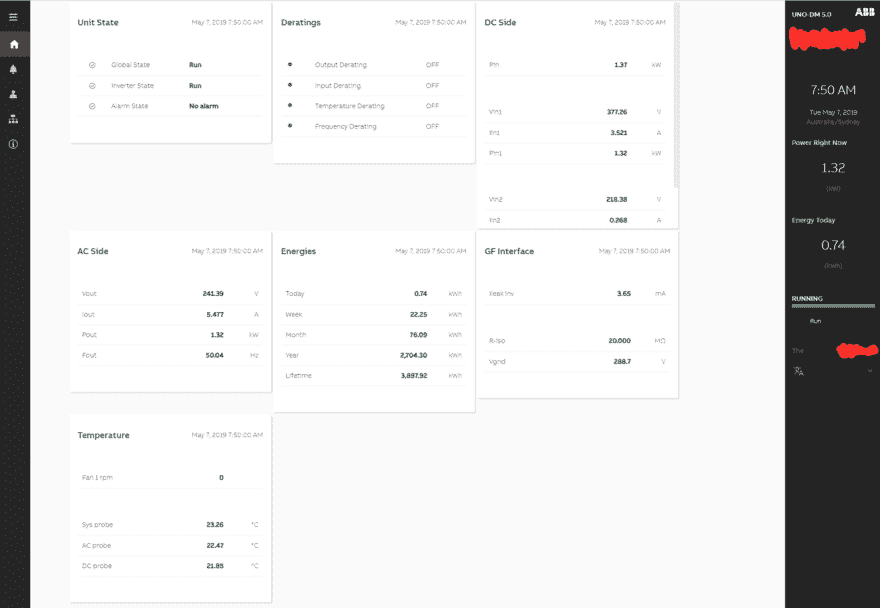 Unit State May 7, 2019 7:50:00 AM
Global State Run
Inverter State Run
Alarm State No alarm
Deratings May 7, 2019 7:50:00 AM
Output Derating OFF
Input Derating OFF
Temperature Derating OFF
Frequency Derating OFF
DC Side May 7, 2019 7:50:00 AM
Pin 1.37 kW
Vin1 377.26 V
Iin1 3.521 A
Pin1 1.32 kW
Vin2 218.38 V
Iin2 0.268 A
AC Side May 7, 2019 7:50:00 AM
Vout 241.39 V
Iout 5.477 A
Pout 1.32 kW
Fout 50.04 Hz
Energies May 7, 2019 7:50:00 AM
Today 0.74 kWh
Week 22.25 kWh
Month 76.09 kWh
Year 2,704.30 kWh
Lifetime 3,897.92 kWh
GF Interface May 7, 2019 7:50:00 AM
Ileak Inv 3.65 mA
R-Iso 20.000 MΩ
Vgnd 288.7 V
Temperature May 7, 2019 7:50:00 AM
Fan 1 rpm 0
Sys probe 23.26 °C
AC probe 22.47 °C
DC probe 21.85 °C
UNO-DM 5.0 ABB
7:50 AM
Tue May 7, 2019
Australia/Sydney
Power Right Now
1.32
(kW)
Energy Today
0.74
(kWh)
RUNNING
Run
The